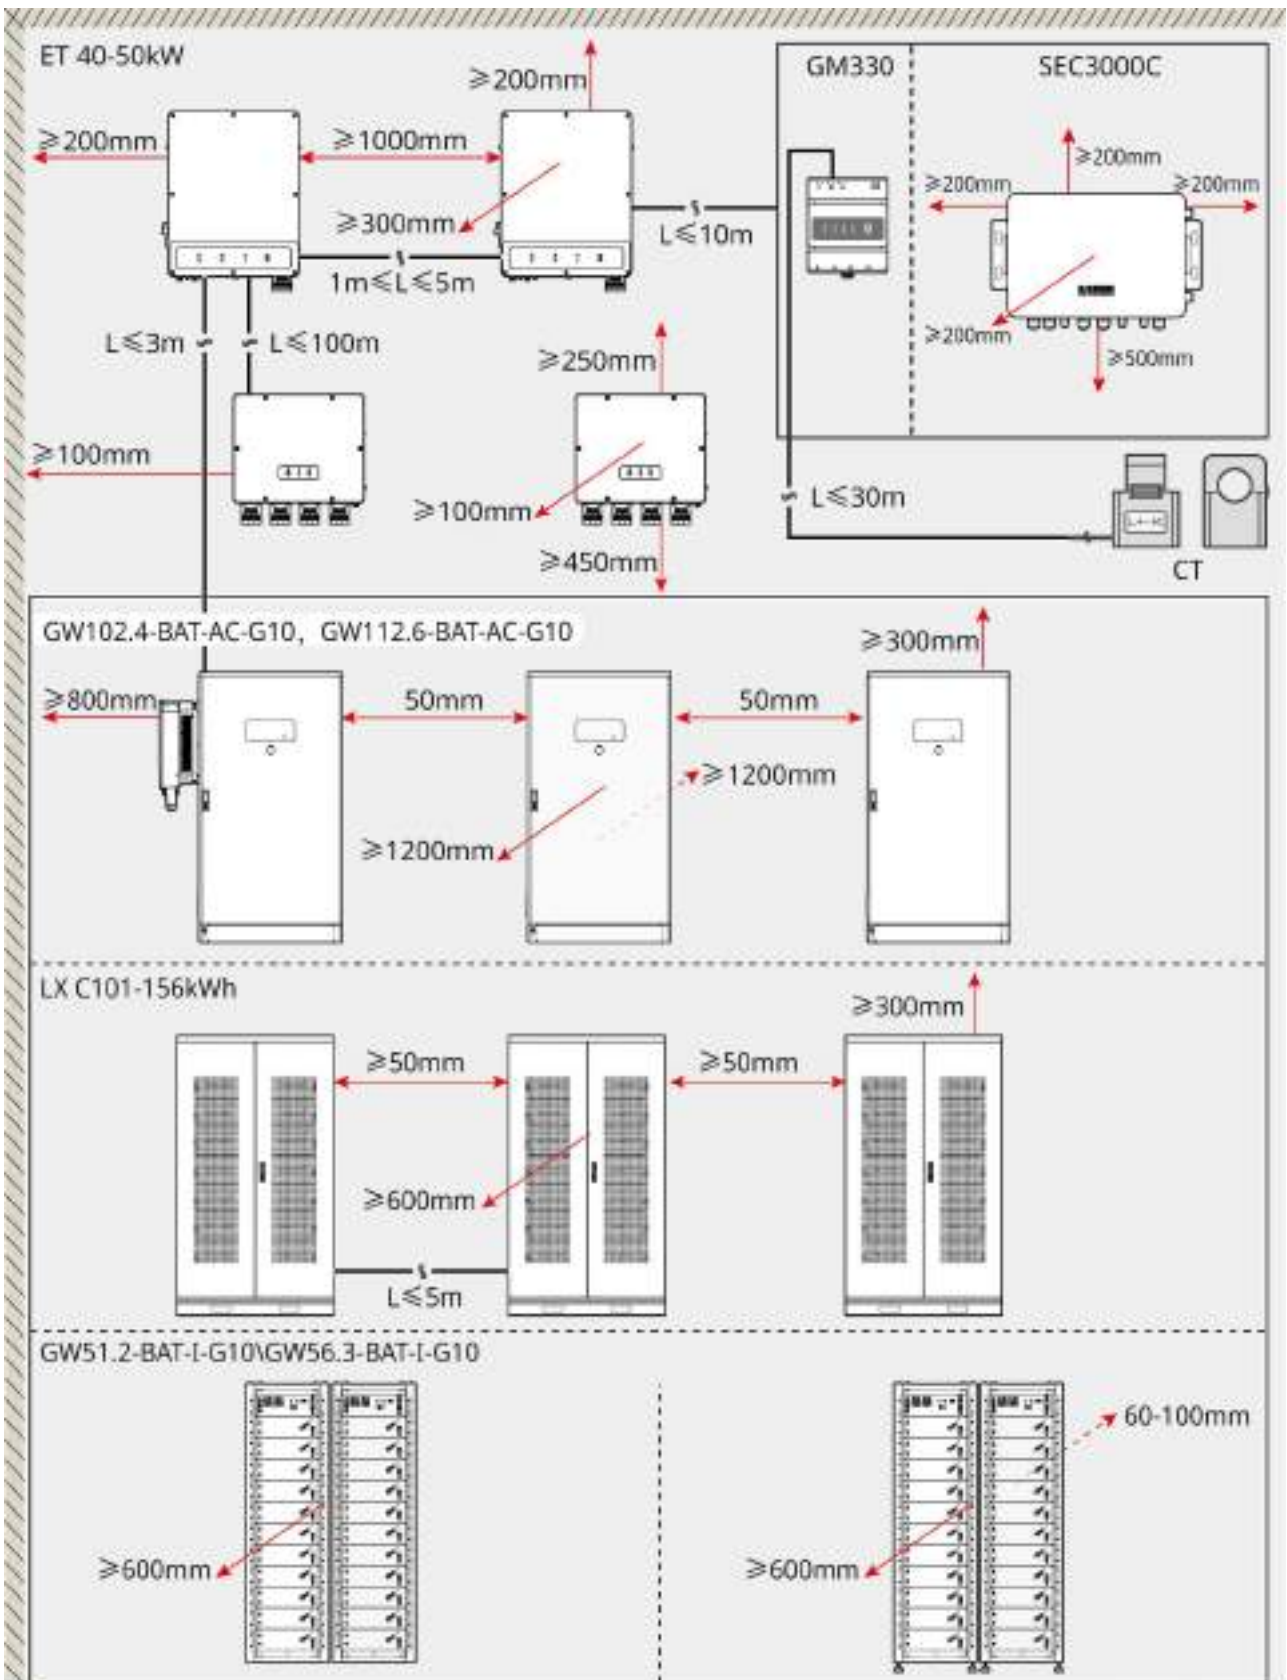 ET 40-50kW
GM330
SEC3000C
≥200mm
≥200mm
≥1000mm
≥200mm
≥200mm
≥200mm
≥300mm
L≤10m
1m≤L≤5m
≥200mm
≥500mm
L≤3m
L≤100m
≥250mm
≥100mm
≥100mm
L≤30m
≥450mm
CT
GW102.4-BAT-AC-G10, GW112.6-BAT-AC-G10
≥300mm
≥800mm
50mm
50mm
≥1200mm
≥1200mm
LX C101-156kWh
≥300mm
≥50mm
≥50mm
≥600mm
L≤5m
GW51.2-BAT-I-G10\GW56.3-BAT-I-G10
60-100mm
≥600mm
≥600mm